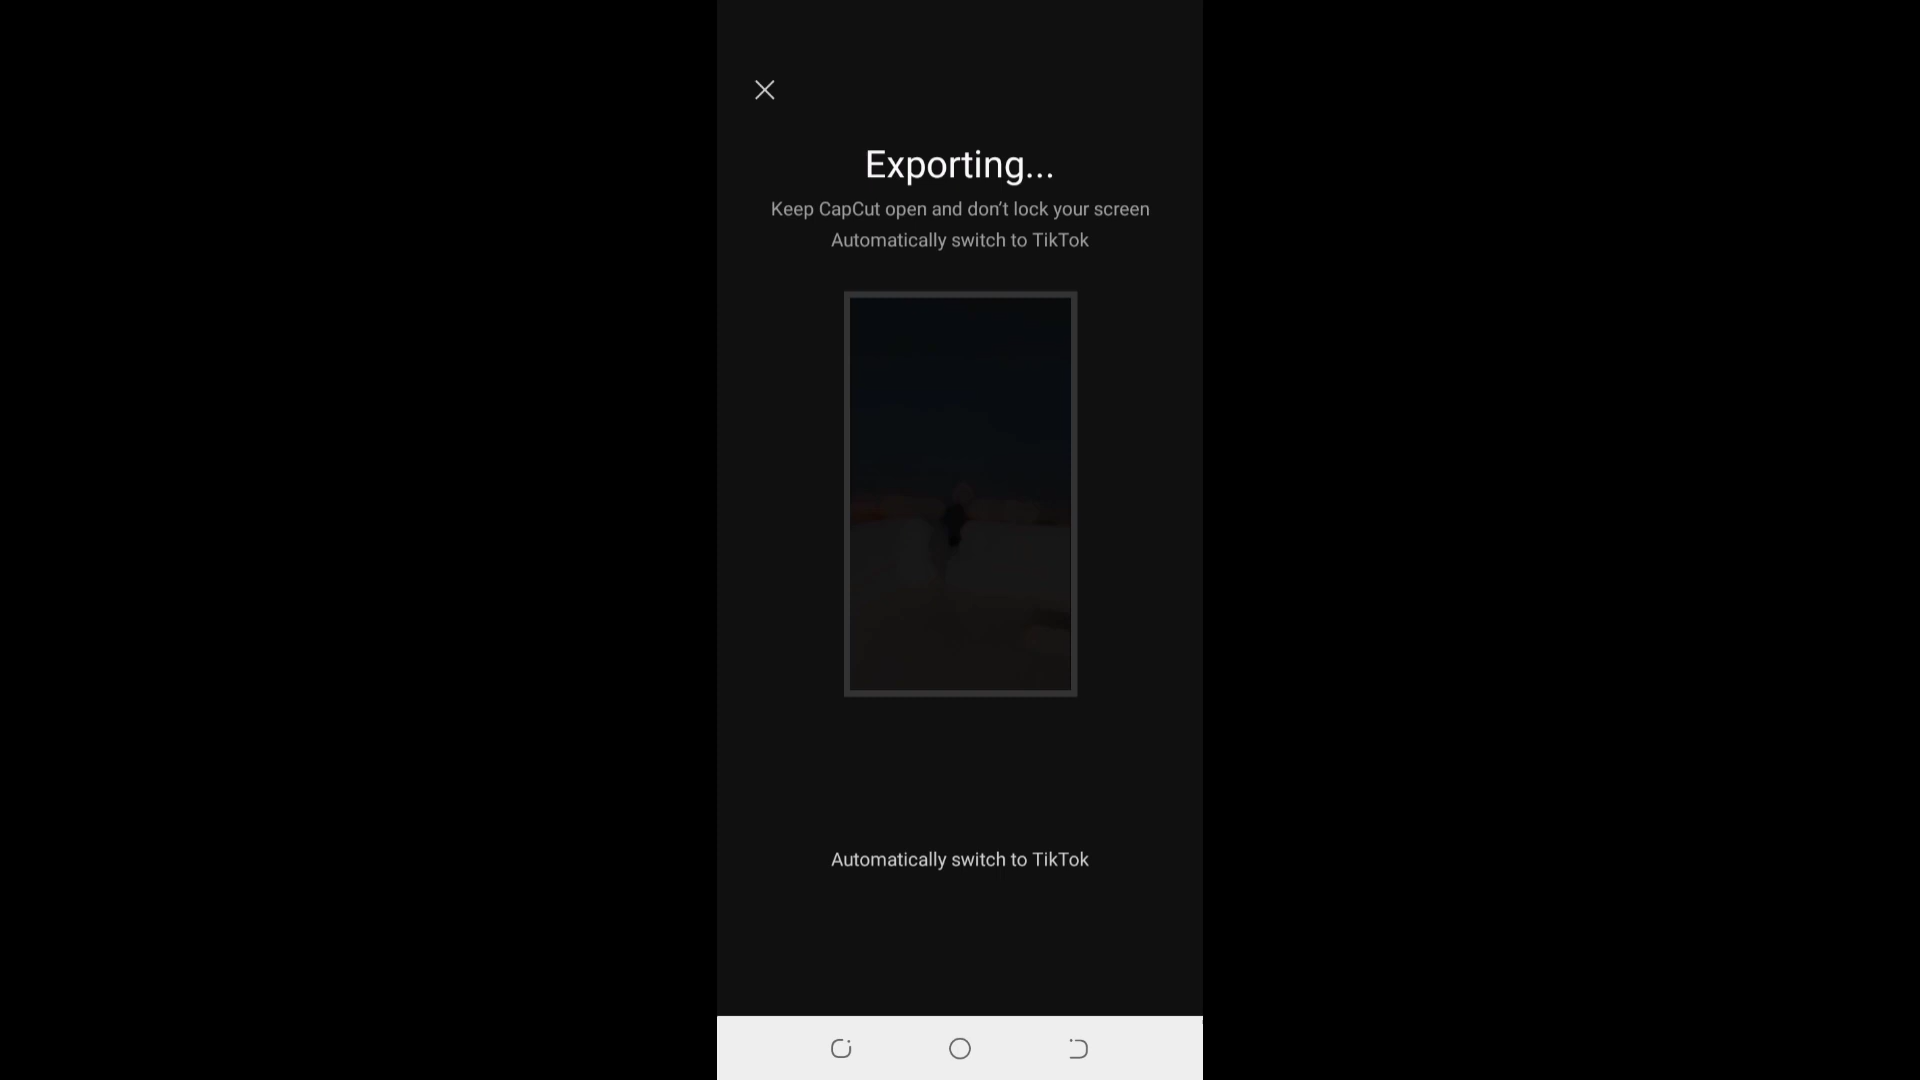 Exporting...
Keep CapCut open and don’t lock your screen
Automatically switch to TikTok
Automatically switch to TikTok